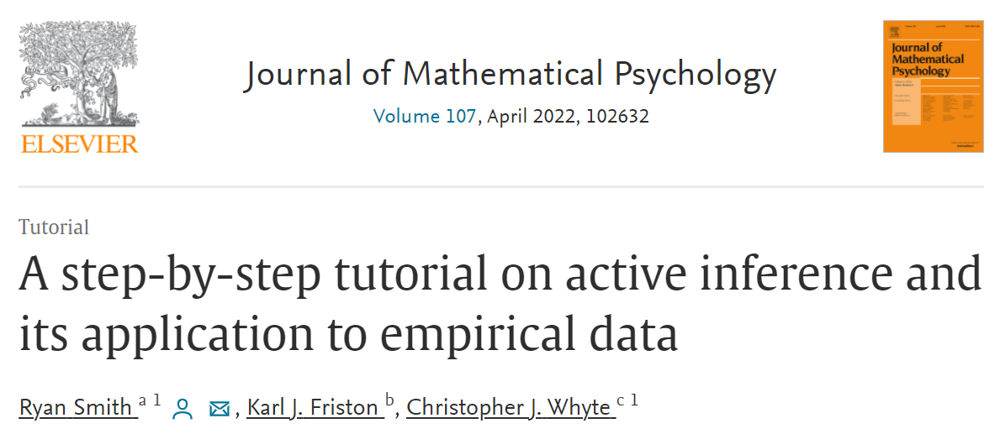 Journal of Mathematical Psychology
Volume 107, April 2022, 102632
ELSEVIER
Journal of
Mathematical
Psychology
Tutorial
A step-by-step tutorial on active inference and
its application to empirical data
Ryan Smith a 1 , Karl J. Friston b, Christopher J. Whyte c 1